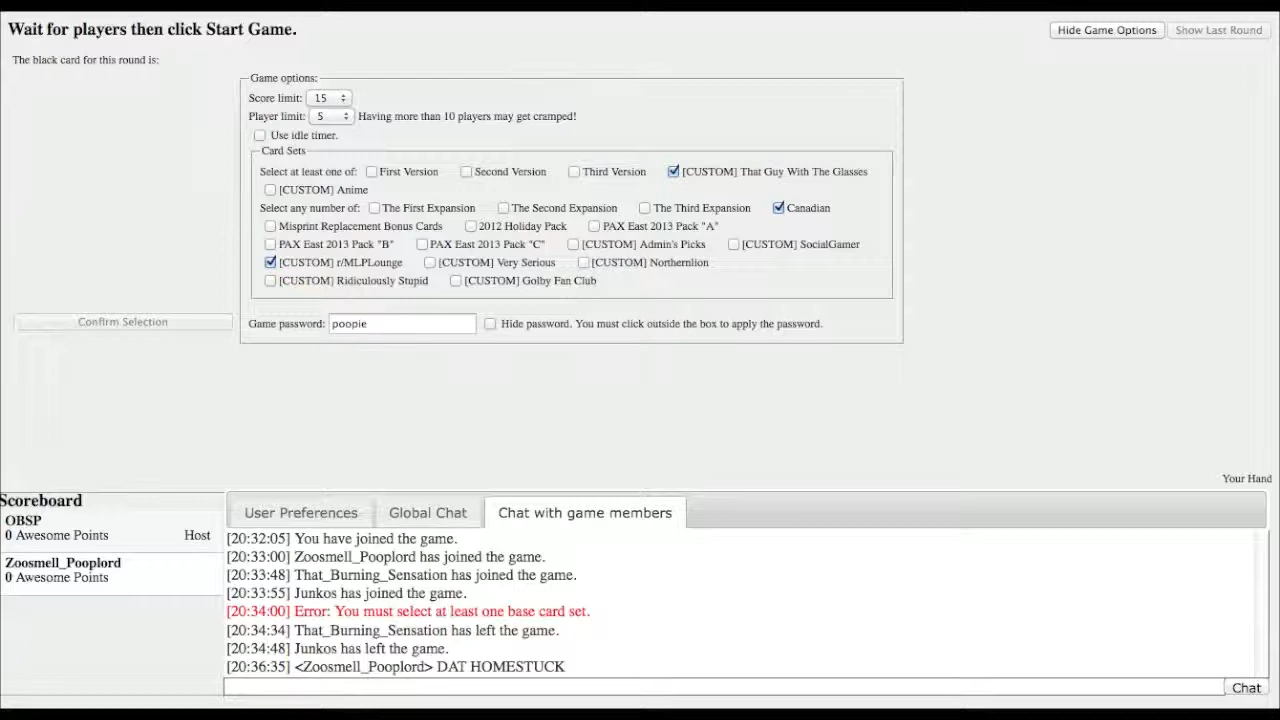 Wait for players then click Start Game.
Hide Game Options
Show Last Round
The black card for this round is:
Game options:
Score limit: 15
Player limit: 5 Having more than 10 players may get cramped!
Use idle timer.
Card Sets
Select at least one of: First Version Second Version Third Version [CUSTOM] That Guy With The Glasses
[CUSTOM] Anime
Select any number of: The First Expansion The Second Expansion The Third Expansion Canadian
Misprint Replacement Bonus Cards 2012 Holiday Pack PAX East 2013 Pack "A"
PAX East 2013 Pack "B" PAX East 2013 Pack "C" [CUSTOM] Admin's Picks [CUSTOM] SocialGamer
[CUSTOM] r/MLPLounge [CUSTOM] Very Serious [CUSTOM] Northernlion
[CUSTOM] Ridiculously Stupid [CUSTOM] Golby Fan Club
Confirm Selection
Game password: poopie Hide password. You must click outside the box to apply the password.
Your Hand
Scoreboard
OBSP
0 Awesome Points Host
Zoosmell_Pooplord
0 Awesome Points
User Preferences Global Chat Chat with game members
[20:32:05] You have joined the game.
[20:33:00] Zoosmell_Pooplord has joined the game.
[20:33:48] That_Burning_Sensation has joined the game.
[20:33:55] Junkos has joined the game.
[20:34:00] Error: You must select at least one base card set.
[20:34:34] That_Burning_Sensation has left the game.
[20:34:48] Junkos has left the game.
[20:36:35] <Zoosmell_Pooplord> DAT HOMESTUCK
Chat